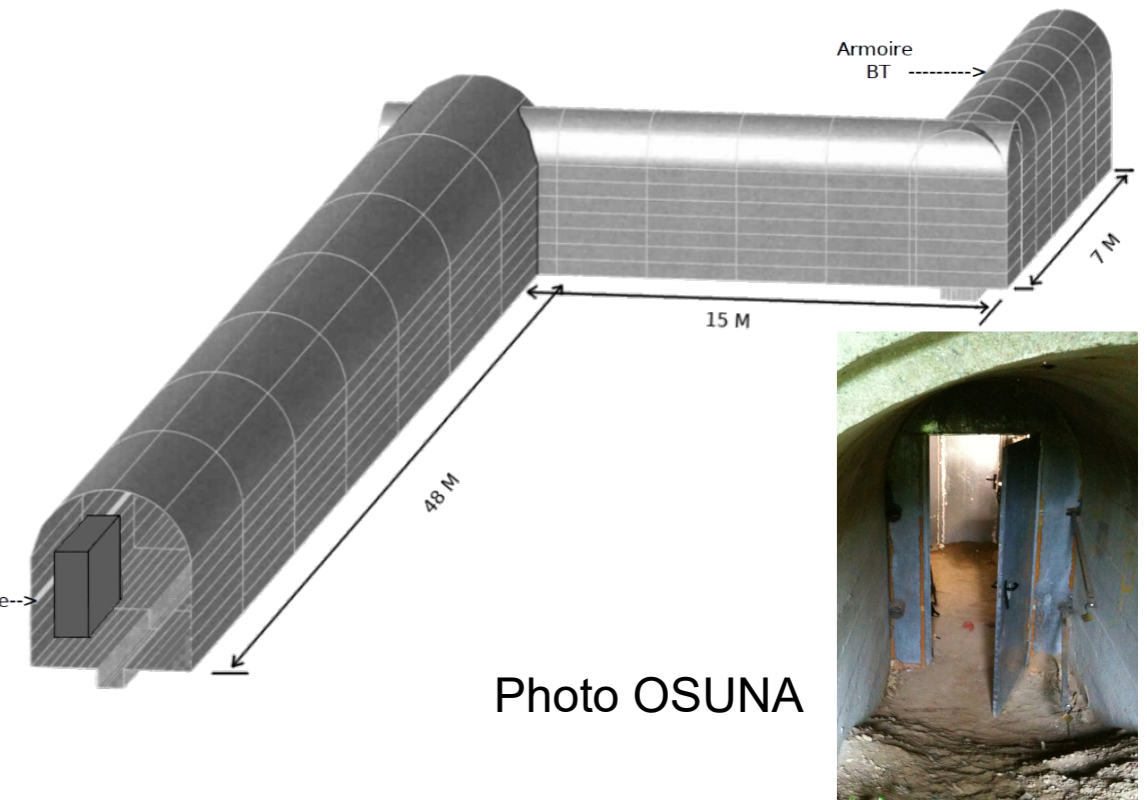 Armoire
BT -------->
7 M
15 M
48 M
e-->
Photo OSUNA